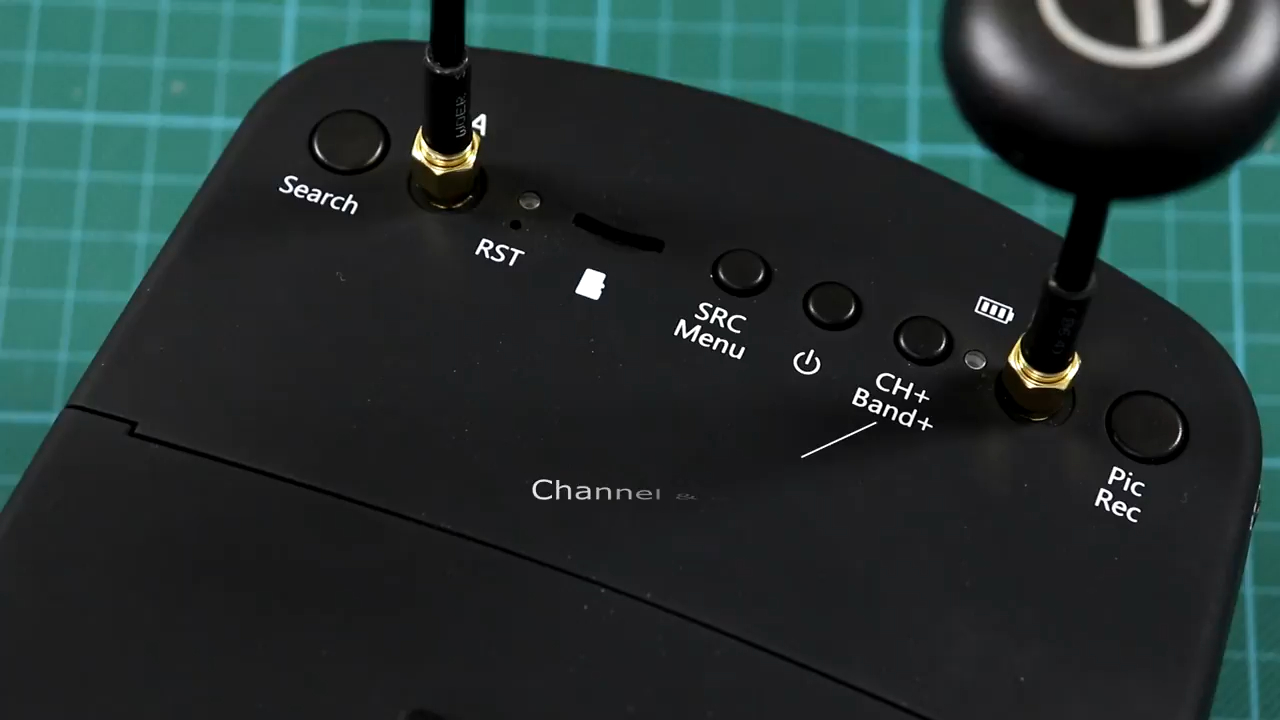 A
Search
RST
SRC
Menu
CH+
Band+
Channel &
Pic
Rec